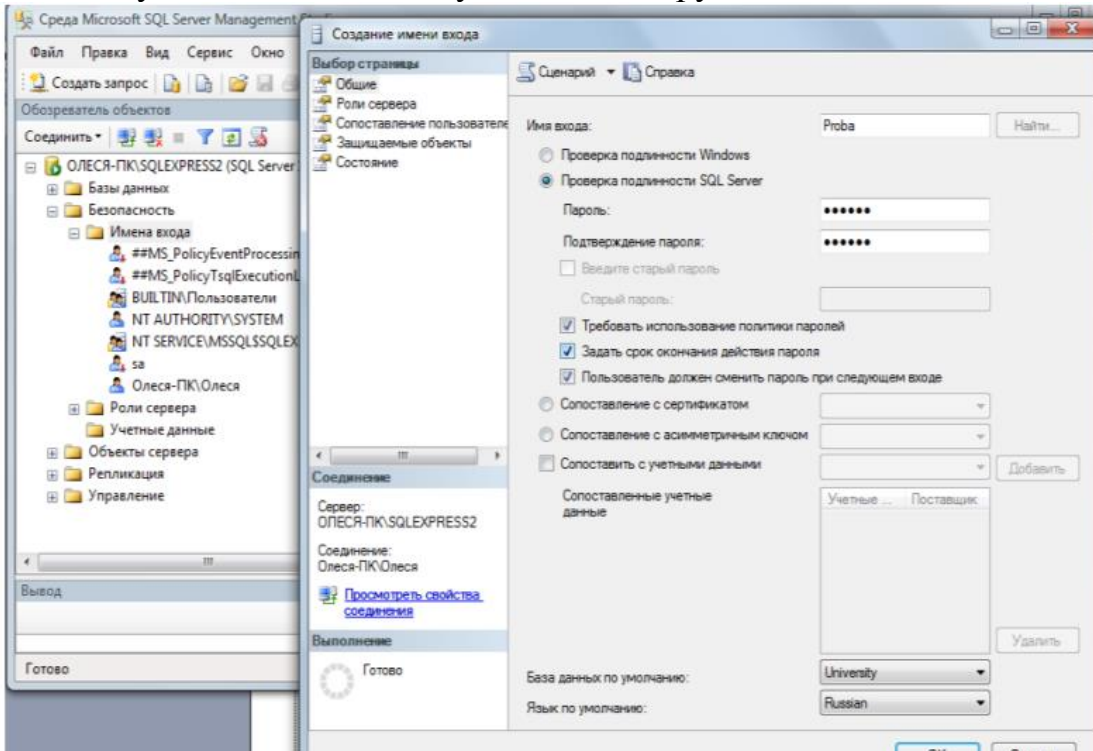 Среда Microsoft SQL Server Management
Файл Правка Вид Сервис Окно
Создать запрос
Обозреватель объектов
Соединить
ОЛЕСЯ-ПК\SQLEXPRESS2 (SQL Server
Базы данных
Безопасность
Имена входа
##MS_PolicyEventProcessin
##MS_PolicyTsqlExecutionL
BUILTIN\Пользователи
NT AUTHORITY\SYSTEM
NT SERVICE\MSSQL$SQLEX
sa
Олеся-ПК\Олеся
Роли сервера
Учетные данные
Объекты сервера
Репликация
Управление
Вывод
Готово
Создание имени входа
Выбор страницы
Общие
Роли сервера
Сопоставление пользователе
Защищаемые объекты
Состояние
Соединение
Сервер:
ОЛЕСЯ-ПК\SQLEXPRESS2
Соединение:
Олеся-ПК\Олеся
Просмотреть свойства
соединения
Выполнение
Готово
Сценарий Справка
Имя входа: Proba Найти...
Проверка подлинности Windows
Проверка подлинности SQL Server
Пароль: ••••••
Подтверждение пароля: ••••••
Введите старый пароль
Старый пароль:
Требовать использование политики паролей
Задать срок окончания действия пароля
Пользователь должен сменить пароль при следующем входе
Сопоставление с сертификатом
Сопоставление с асимметричным ключом
Сопоставить с учетными данными Добавить
Сопоставленные учетные Учетные ... Поставщик
данные
Удалить
База данных по умолчанию: University
Язык по умолчанию: Russian